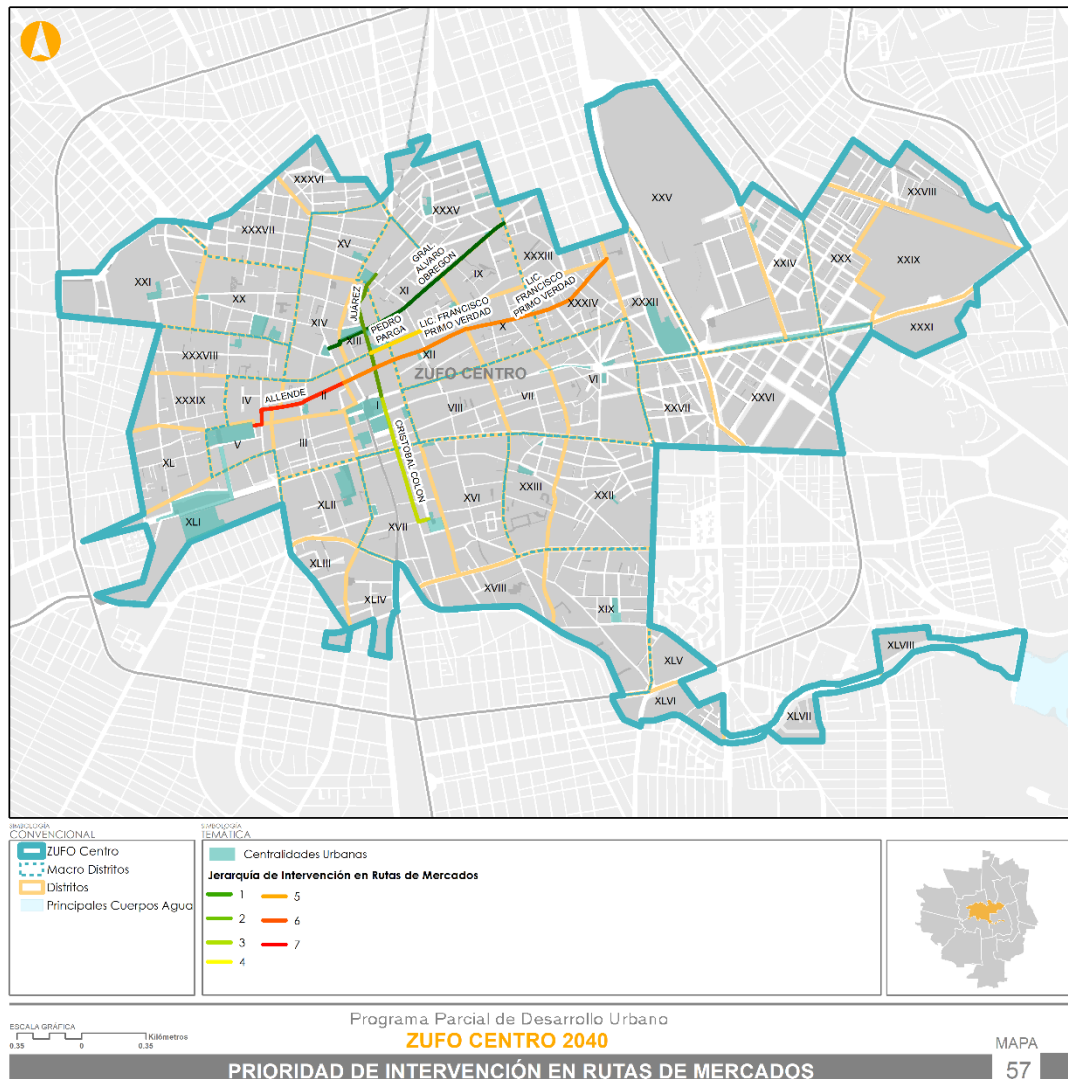 XXXVI
XXXV
XXV
XXVIII
XXXVII
XV
GRAL.
ALVARO
OBREGON
XXXIII
XXIV
XXX
XXIX
XXI
XX
JUÁREZ
XI
IX
LIC.
FRANCISCO
PRIMO VERDAD
XXXIV
XXXII
XXXI
XIV
XIII
PEDRO
PARGA
LIC. FRANCISCO
PRIMO VERDAD
X
XXXVIII
XII
ZUFO CENTRO
VI
XXXIX
IV
ALLENDE
II
I
VIII
VII
XXVII
XXVI
V
III
CRISTOBAL COLON
XL
XLI
XLII
XVII
XVI
XXIII
XXII
XLIII
XLIV
XVIII
XIX
XLV
XLVI
XLVII
XLVIII
SIMBOLOGÍA
CONVENCIONAL
ZUFO Centro
Macro Distritos
Distritos
Principales Cuerpos Agua
SIMBOLOGÍA
TEMATICA
Centralidades Urbanas
Jerarquía de Intervención en Rutas de Mercados
1
2
3
4
5
6
7
ESCALA GRÁFICA
Kilómetros
0.35 0 0.35
Programa Parcial de Desarrollo Urbano
ZUFO CENTRO 2040
PRIORIDAD DE INTERVENCIÓN EN RUTAS DE MERCADOS
MAPA
57